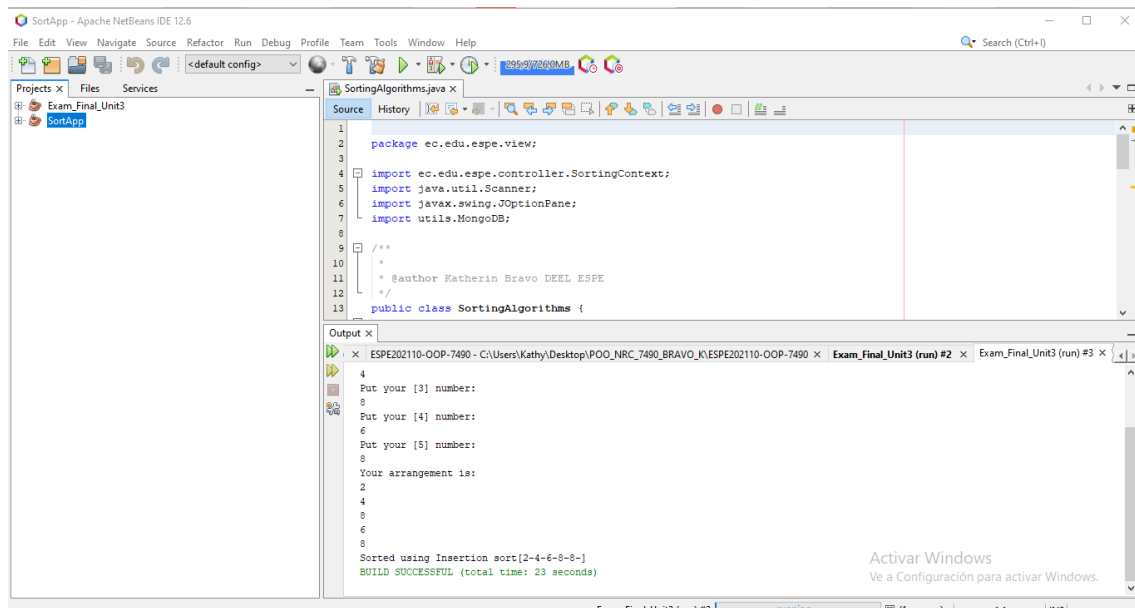 SortApp - Apache NetBeans IDE 12.6
File Edit View Navigate Source Refactor Run Debug Profile Team Tools Window Help
Search (Ctrl+I)
<default config>
Projects Files Services
SortingAlgorithms.java
Exam_Final_Unit3
SortApp
Source History
1
2 package ec.edu.espe.view;
3
4 import ec.edu.espe.controller.SortingContext;
5 import java.util.Scanner;
6 import javax.swing.JOptionPane;
7 import utils.MongoDB;
8
9 /**
10 *
11 * @author Katherin Bravo DEEL ESPE
12 */
13 public class SortingAlgorithms {
Output
ESPE202110-OOP-7490 - C:\Users\Kathy\Desktop\POO_NRC_7490_BRAVO_K\ESPE202110-OOP-7490 Exam_Final_Unit3 (run) #2 Exam_Final_Unit3 (run) #3
4
Put your [3] number:
8
Put your [4] number:
6
Put your [5] number:
8
Your arrangement is:
2
4
8
6
8
Sorted using Insertion sort[2-4-6-8-8-]
BUILD SUCCESSFUL (total time: 23 seconds)
Activar Windows
Ve a Configuración para activar Windows.